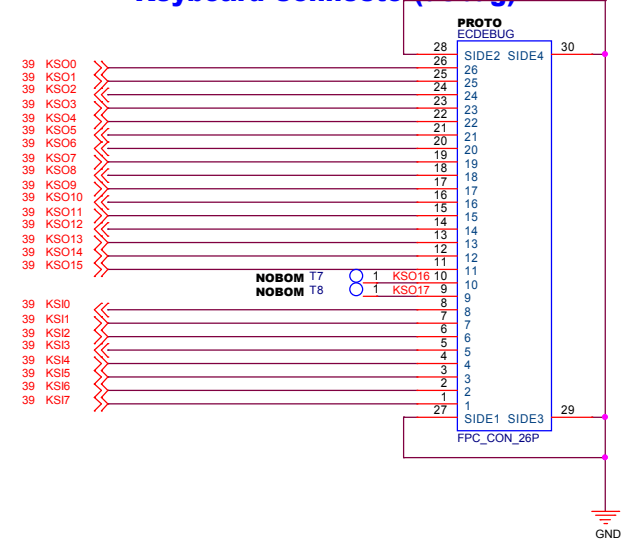 Keyboard Connector(Debug)
PROTO
ECDEBUG
28 SIDE2 SIDE4 30
39 KSO0 26 26
39 KSO1 25 25
39 KSO2 24 24
39 KSO3 23 23
39 KSO4 22 22
39 KSO5 21 21
39 KSO6 20 20
39 KSO7 19 19
39 KSO8 18 18
39 KSO9 17 17
39 KSO10 16 16
39 KSO11 15 15
39 KSO12 14 14
39 KSO13 13 13
39 KSO14 12 12
39 KSO15 11 11
NOBOM T7 1 KSO16 10 10
NOBOM T8 1 KSO17 9 9
39 KSI0 8 8
39 KSI1 7 7
39 KSI2 6 6
39 KSI3 5 5
39 KSI4 4 4
39 KSI5 3 3
39 KSI6 2 2
39 KSI7 1 1
27 SIDE1 SIDE3 29
FPC_CON_26P
GND